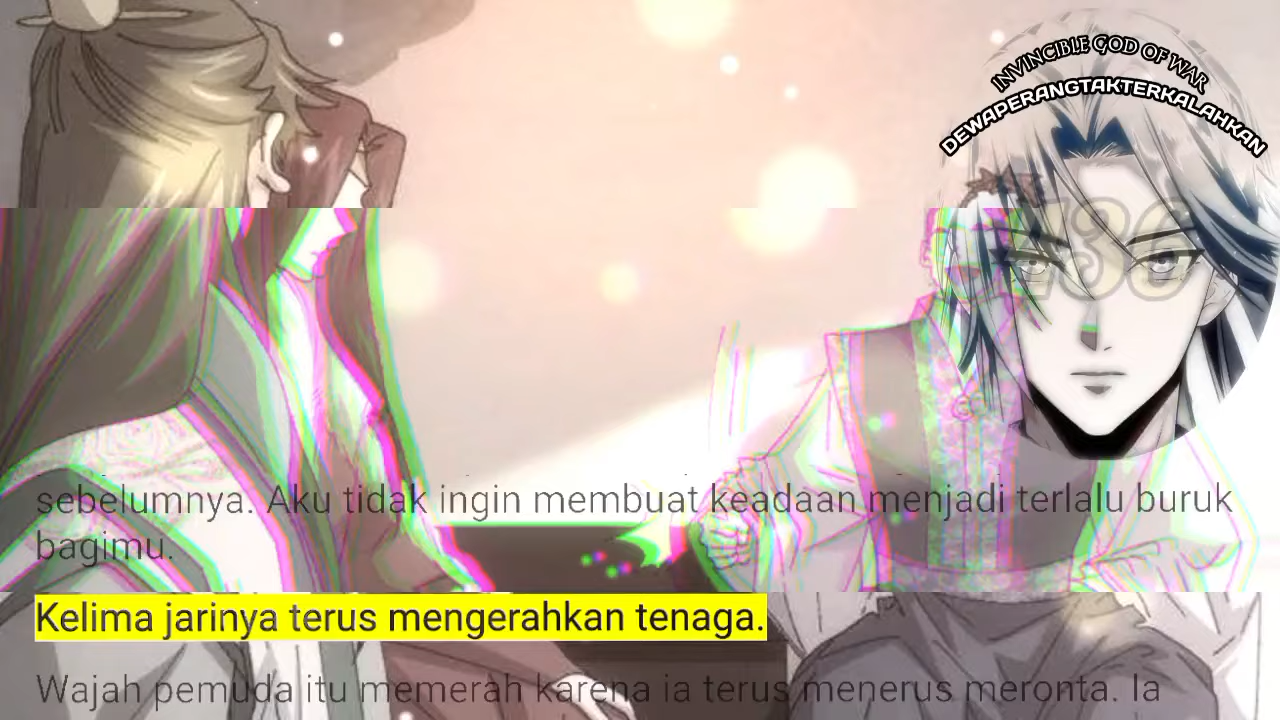 INVINCIBLE GOD OF WAR
DEWAPERANGTAKTERKALAHKAN
sebelumnya. Aku tidak ingin membuat keadaan menjadi terlalu buruk
bagimu.
Kelima jarinya terus mengerahkan tenaga.
Wajah pemuda itu memerah karena ia terus menerus meronta. Ia